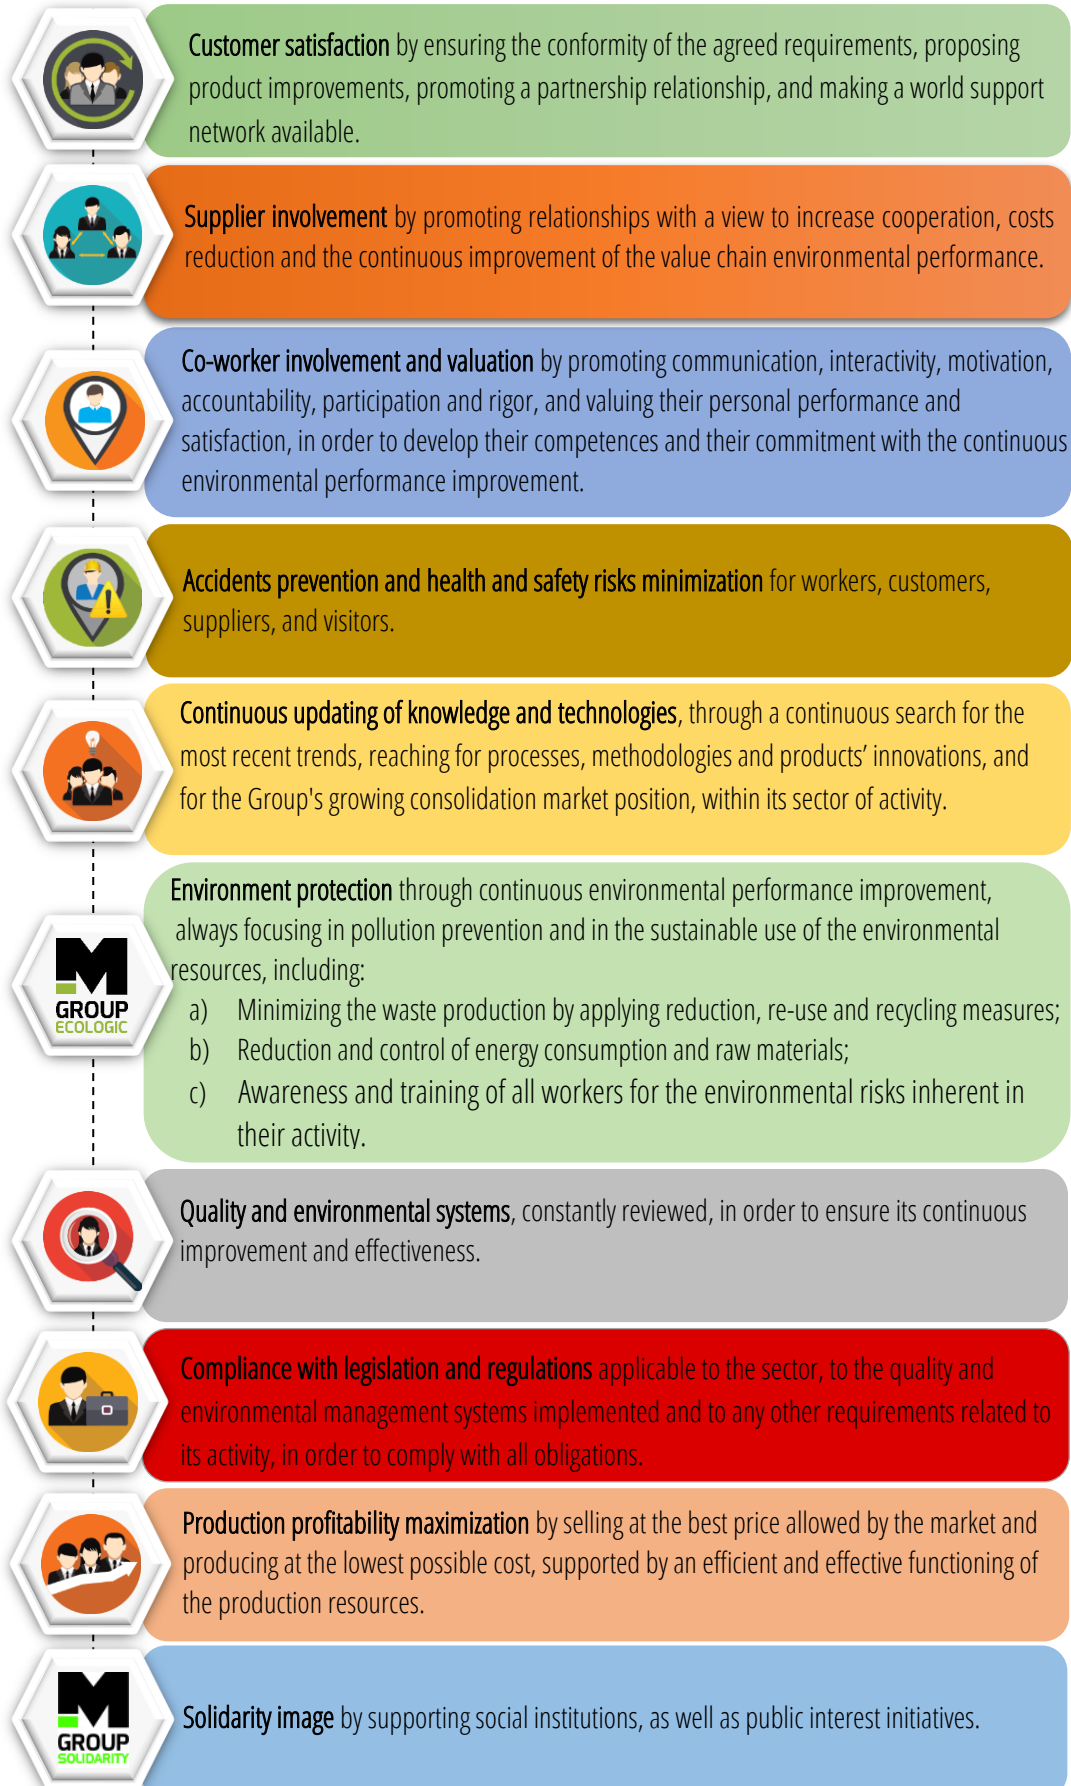 Customer satisfaction by ensuring the conformity of the agreed requirements, proposing
product improvements, promoting a partnership relationship, and making a world support
network available.
Supplier involvement by promoting relationships with a view to increase cooperation, costs
reduction and the continuous improvement of the value chain environmental performance.
Co-worker involvement and valuation by promoting communication, interactivity, motivation,
accountability, participation and rigor, and valuing their personal performance and
satisfaction, in order to develop their competences and their commitment with the continuous
environmental performance improvement.
Accidents prevention and health and safety risks minimization for workers, customers,
suppliers, and visitors.
Continuous updating of knowledge and technologies, through a continuous search for the
most recent trends, reaching for processes, methodologies and products’ innovations, and
for the Group's growing consolidation market position, within its sector of activity.
M
GROUP
ECOLOGIC
Environment protection through continuous environmental performance improvement,
always focusing in pollution prevention and in the sustainable use of the environmental
resources, including:
a) Minimizing the waste production by applying reduction, re-use and recycling measures;
b) Reduction and control of energy consumption and raw materials;
c) Awareness and training of all workers for the environmental risks inherent in
their activity.
Quality and environmental systems, constantly reviewed, in order to ensure its continuous
improvement and effectiveness.
Compliance with legislation and regulations applicable to the sector, to the quality and
environmental management systems implemented and to any other requirements related to
its activity, in order to comply with all obligations.
Production profitability maximization by selling at the best price allowed by the market and
producing at the lowest possible cost, supported by an efficient and effective functioning of
the production resources.
M
GROUP
SOLIDARITY
Solidarity image by supporting social institutions, as well as public interest initiatives.